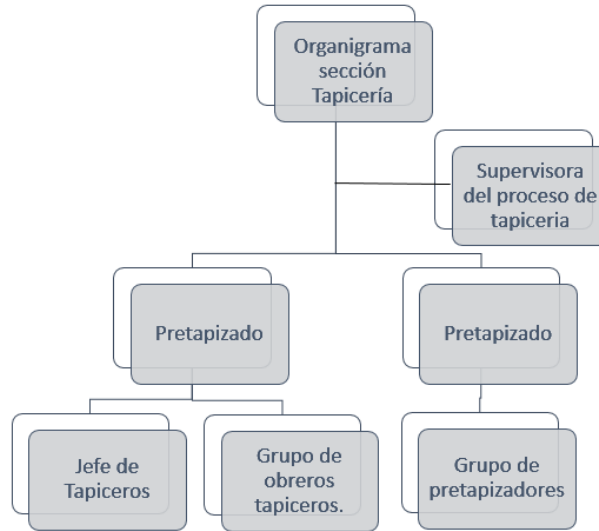 Organigrama
sección
Tapicería
Supervisora
del proceso de
tapiceria
Pretapizado
Pretapizado
Jefe de
Tapiceros
Grupo de
obreros
tapiceros.
Grupo de
pretapizadores